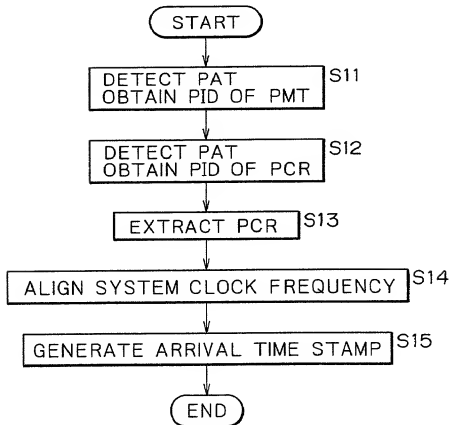 START
DETECT PAT
OBTAIN PID OF PMT
S11
DETECT PAT
OBTAIN PID OF PCR
S12
EXTRACT PCR
S13
ALIGN SYSTEM CLOCK FREQUENCY
S14
GENERATE ARRIVAL TIME STAMP
S15
END